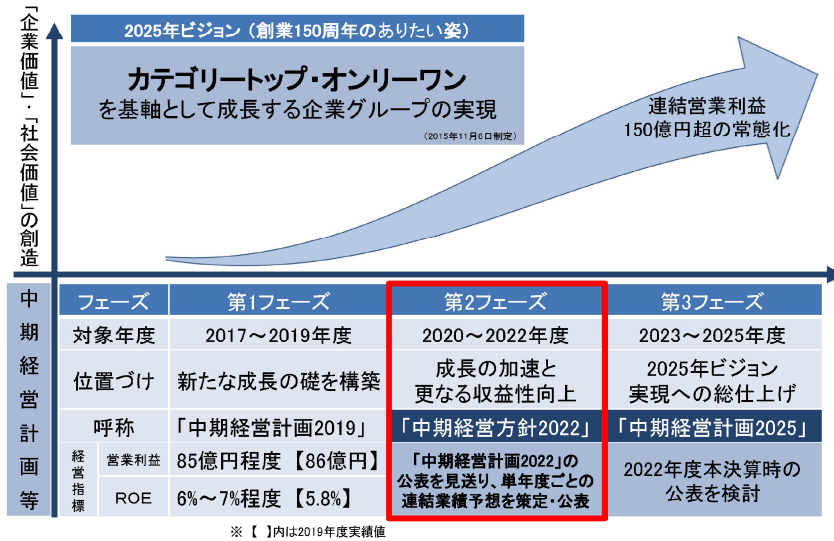 「企業価値」・「社会価値」の創造
2025年ビジョン（創業150周年のありたい姿）
カテゴリートップ・オンリーワン
を基軸として成長する企業グループの実現
（2015年11月6日制定）
連結営業利益
150億円超の常態化
中期経営計画等
フェーズ
第1フェーズ
第2フェーズ
第3フェーズ
対象年度
2017～2019年度
2020～2022年度
2023～2025年度
位置づけ
新たな成長の礎を構築
成長の加速と
更なる収益性向上
2025年ビジョン
実現への総仕上げ
呼称
「中期経営計画2019」
「中期経営方針2022」
「中期経営計画2025」
経営指標
営業利益
85億円程度 【86億円】
ROE
6%～7%程度 【5.8%】
「中期経営計画2022」の
公表を見送り、単年度ごとの
連結業績予想を策定・公表
2022年度本決算時の
公表を検討
※ 【 】内は2019年度実績値